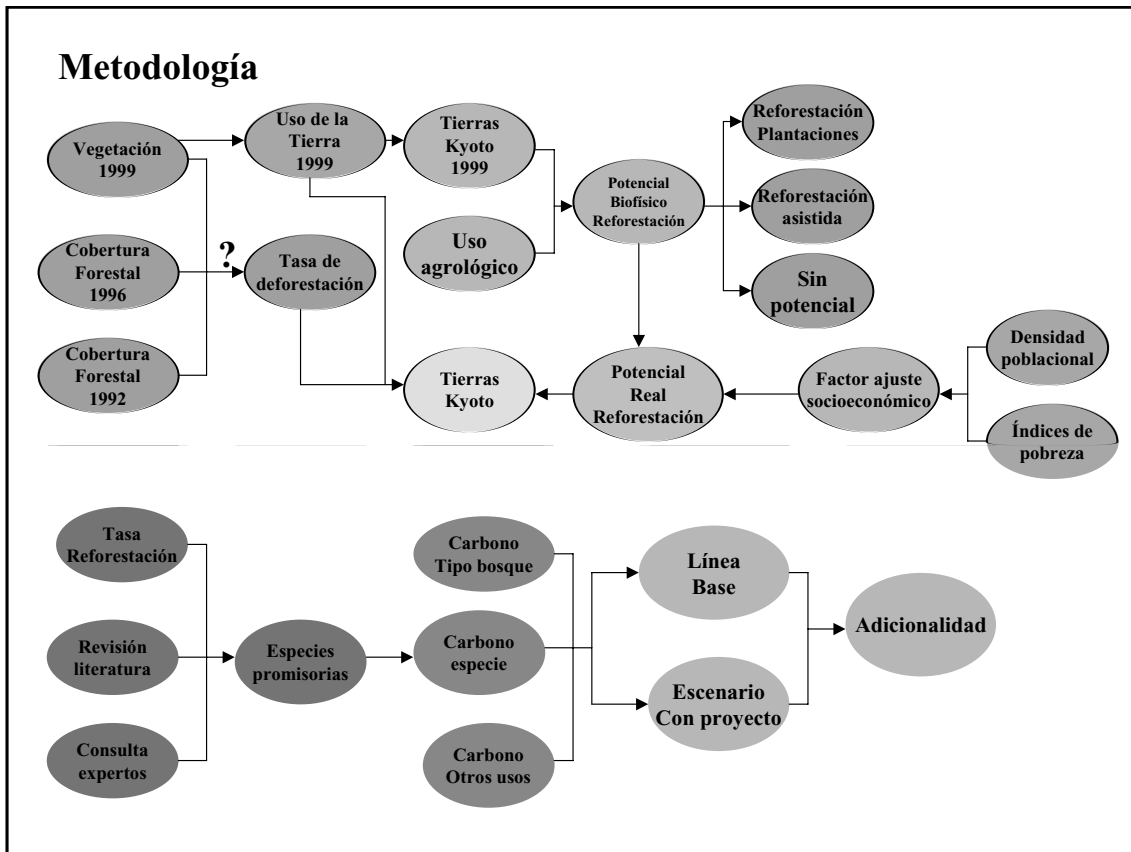 Metodología
Vegetación
1999
Uso de la
Tierra
1999
Tierras
Kyoto
1999
Potencial
Biofísico
Reforestación
Reforestación
Plantaciones
Reforestación
asistida
Sin
potencial
Cobertura
Forestal
1996
?
Tasa de
deforestación
Uso
agrológico
Cobertura
Forestal
1992
Tierras
Kyoto
Potencial
Real
Reforestación
Factor ajuste
socioeconómico
Densidad
poblacional
Índices de
pobreza
Tasa
Reforestación
Revisión
literatura
Consulta
expertos
Especies
promisorias
Carbono
Tipo bosque
Carbono
especie
Carbono
Otros usos
Línea
Base
Escenario
Con proyecto
Adicionalidad